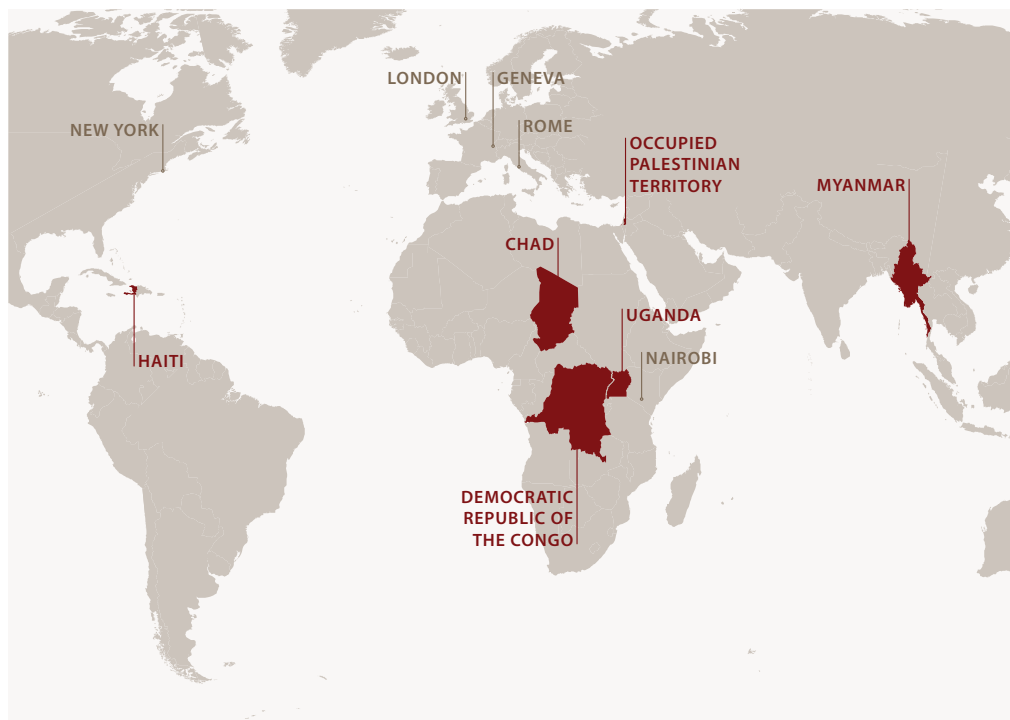 LONDON
GENEVA
NEW YORK
ROME
OCCUPIED
PALESTINIAN
TERRITORY
MYANMAR
CHAD
UGANDA
NAIROBI
HAITI
DEMOCRATIC
REPUBLIC OF
THE CONGO